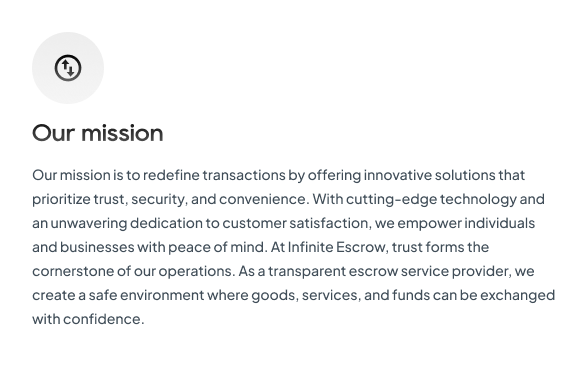 Our mission
Our mission is to redefine transactions by offering innovative solutions that
prioritize trust, security, and convenience. With cutting-edge technology and
an unwavering dedication to customer satisfaction, we empower individuals
and businesses with peace of mind. At Infinite Escrow, trust forms the
cornerstone of our operations. As a transparent escrow service provider, we
create a safe environment where goods, services, and funds can be exchanged
with confidence.